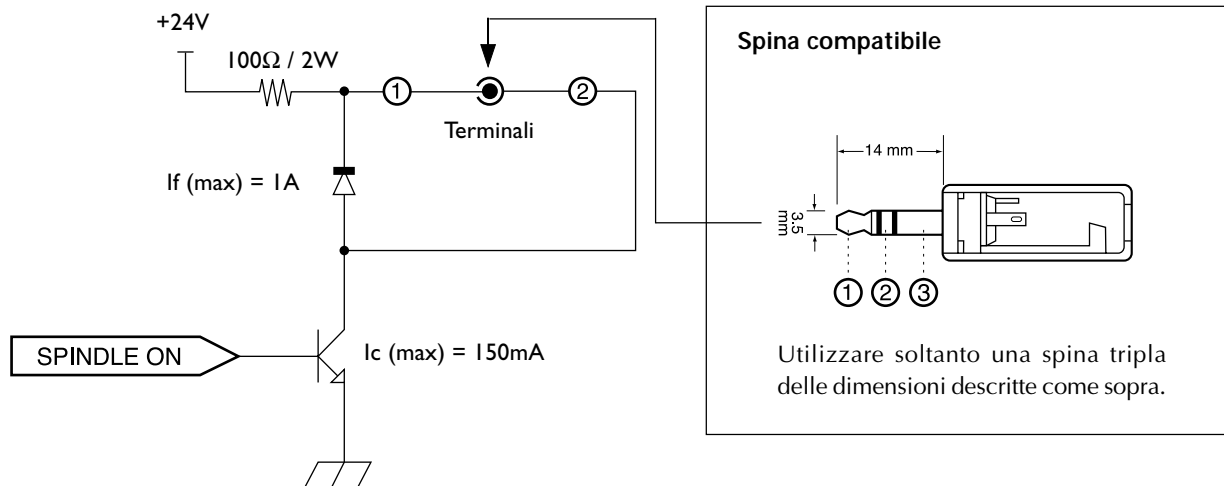 +24V
100Ω / 2W
①
②
Terminali
If (max) = 1A
SPINDLE ON
Ic (max) = 150mA
Spina compatibile
14 mm
3.5
mm
① ② ③
Utilizzare soltanto una spina tripla
delle dimensioni descritte come sopra.